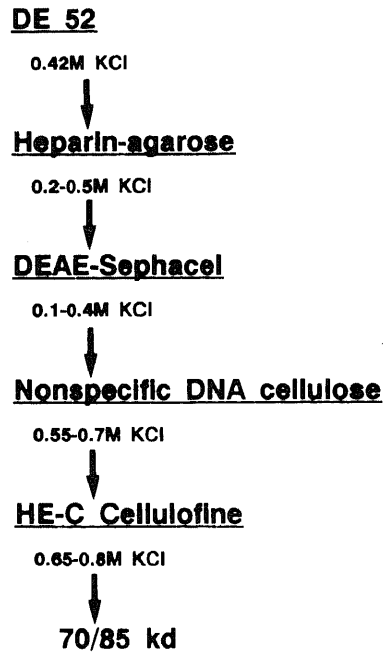 DE 52
0.42M KCl
Heparin-agarose
0.2-0.5M KCl
DEAE-Sephacel
0.1-0.4M KCl
Nonspecific DNA cellulose
0.55-0.7M KCl
HE-C Cellulofine
0.65-0.8M KCl
70/85 kd